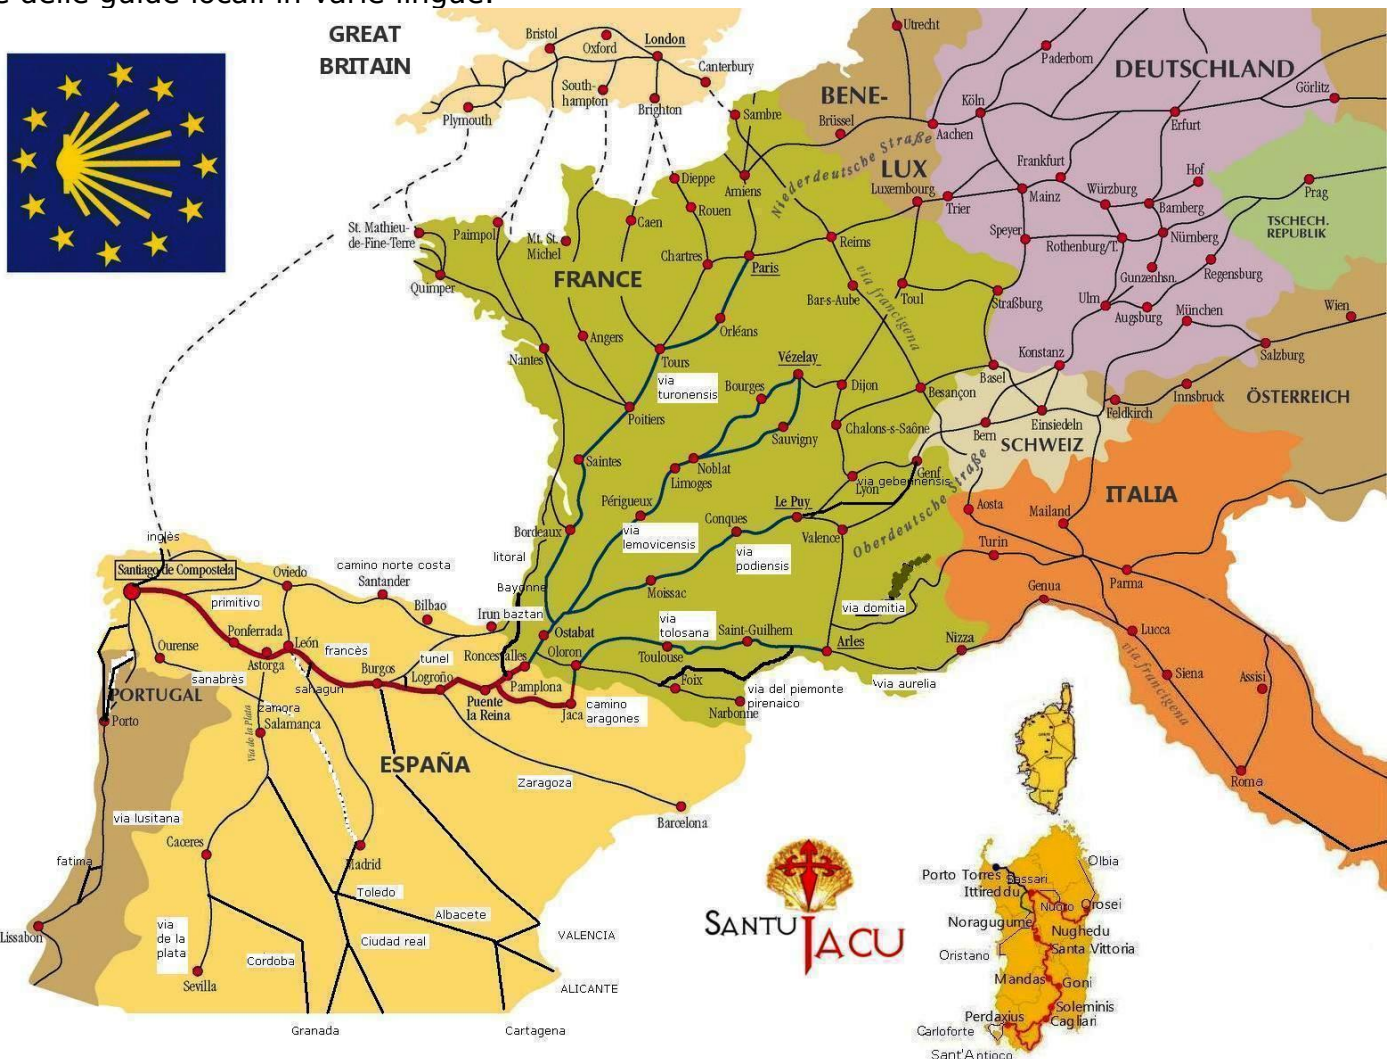 e delle guide locali in varie lingue.
GREAT
BRITAIN
Bristol
Oxford
London
Canterbury
South-
hampton
Brighton
Plymouth
Utrecht
Paderborn
DEUTSCHLAND
Görlitz
BENE-
Brüssel
Köln
Aachen
Erfurt
Sambre
Niederdeutsche Straße
LUX
Luxembourg
Trier
Frankfurt
Mainz
Würzburg
Hof
Bamberg
Prag
TSCHECH.
REPUBLIK
Amiens
Dieppe
Rouen
Caen
St. Mathieu-
de-Fine-Terre
Paimpol
Mt. St.
Michel
Quimper
FRANCE
Chartres
Paris
Reims
Speyer
Rothenburg/T.
Nürnberg
Gunzenhsn.
Regensburg
via francigena
Bar-s-Aube
Toul
Straßburg
Ulm
Augsburg
München
Wien
Salzburg
Orléans
Angers
Nantes
Tours
via
turonensis
Vézelay
Bourges
Dijon
Besançon
Basel
Konstanz
Innsbruck
ÖSTERREICH
Feldkirch
Einsiedeln
Bern
SCHWEIZ
Poitiers
Sauvigny
Chalons-s-Saône
Saintes
Noblat
Limoges
Genf
via gebennensis
Lyon
Oberdeutsche Straße
Périgueux
via
lemovicensis
Conques
Le Puy
Valence
via
podiensis
Aosta
Mailand
ITALIA
Turin
Parma
Genua
Bordeaux
litoral
Bayonne
Moissac
via domitia
inglès
Santiago de Compostela
Oviedo
camino norte costa
Santander
Bilbao
Irun
baztan
primitivo
Ostabat
via
tolosana
Saint-Guilhem
Arles
Toulouse
Oloron
Nizza
Lucca
via francigena
Siena
Assisi
Roma
Ourense
Ponferrada
Astorga
León
francès
sanabrès
sahagun
Burgos
tunel
Logroño
Roncesvalles
Pamplona
Puente
la Reina
Jaca
camino
aragones
Foix
Narbonne
via del piemonte
pirenaico
via aurelia
PORTUGAL
Porto
zamora
Salamanca
Via de la Plata
ESPAÑA
Zaragoza
Barcelona
via lusitana
Caceres
Madrid
fatima
Toledo
Albacete
Lissabon
via
de la
plata
Sevilla
Cordoba
Ciudad real
VALENCIA
ALICANTE
Granada
Cartagena
SANTU
JACU
Porto Torres
Sassari
Olbia
Ittireddu
Nuoro
Orosei
Noragugume
Nughedu
Santa Vittoria
Oristano
Mandas
Goni
Soleminis
Perdaxius
Cagliari
Carloforte
Sant'Antioco